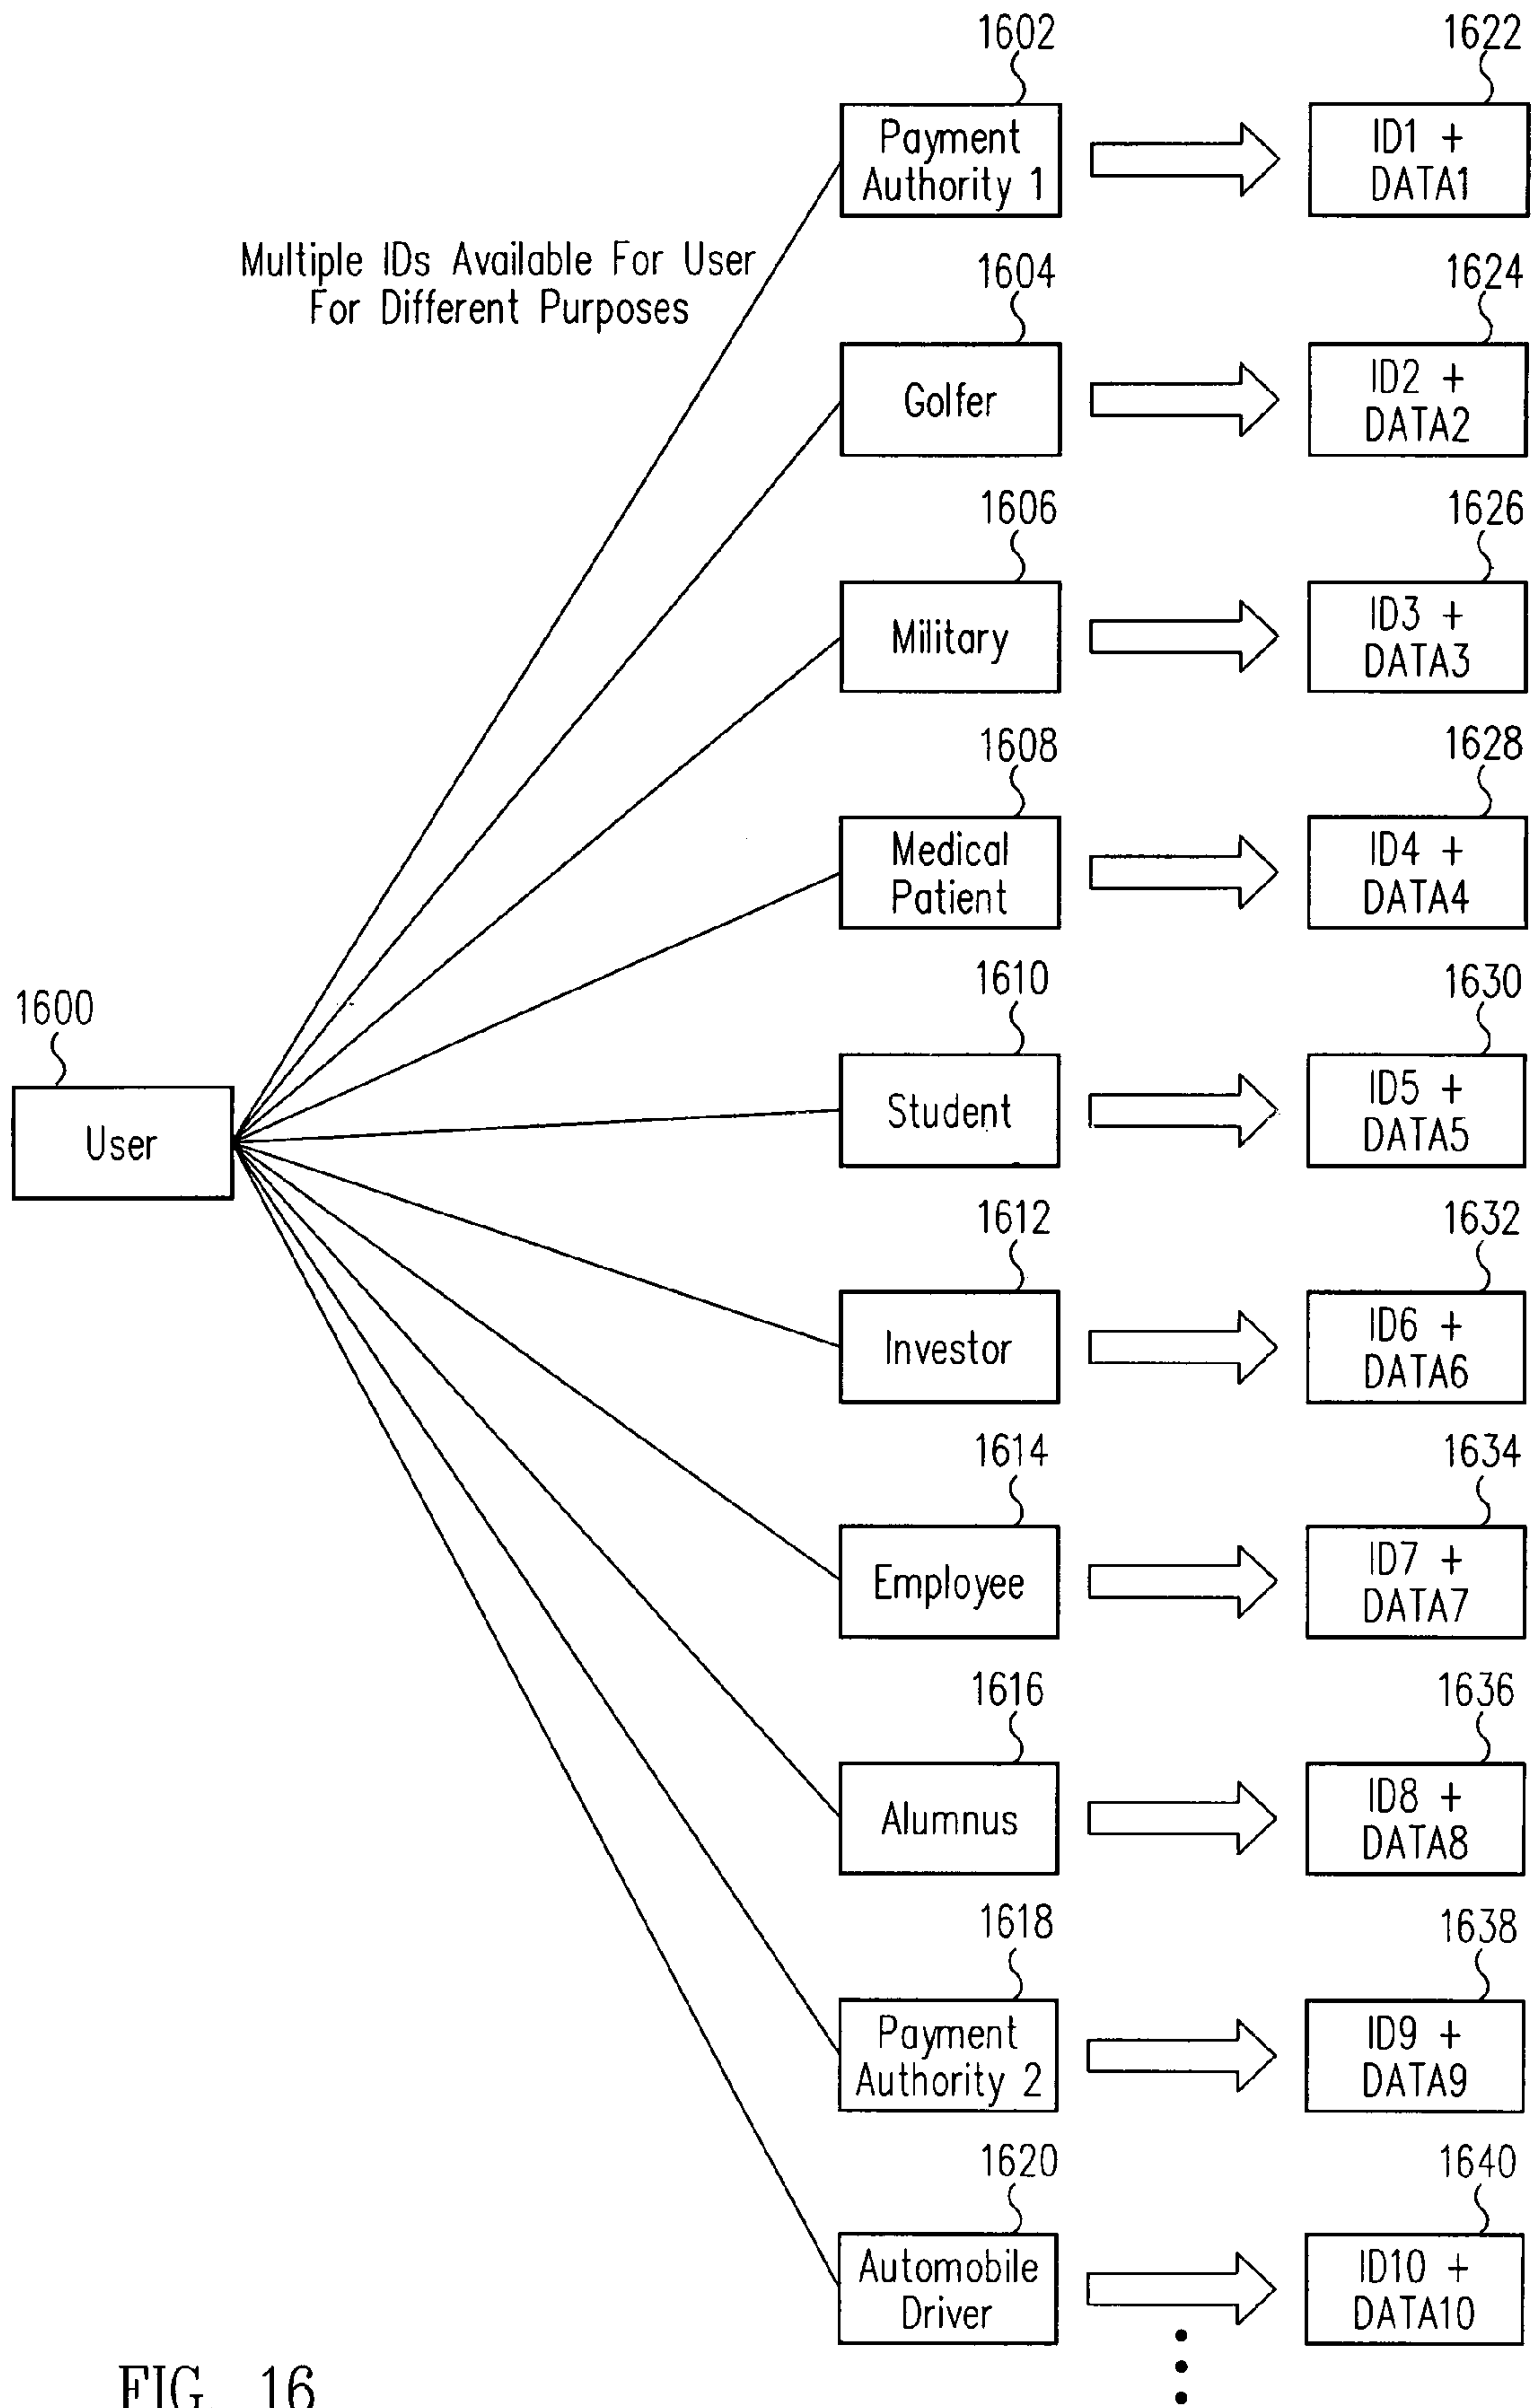 1602
1622
Payment
Authority 1
ID1 +
DATA1
Multiple IDs Available For User
For Different Purposes
1604
1624
Golfer
ID2 +
DATA2
1606
1626
Military
ID3 +
DATA3
1608
1628
Medical
Patient
ID4 +
DATA4
1600
User
1610
1630
Student
ID5 +
DATA5
1612
1632
Investor
ID6 +
DATA6
1614
1634
Employee
ID7 +
DATA7
1616
1636
Alumnus
ID8 +
DATA8
1618
1638
Payment
Authority 2
ID9 +
DATA9
1620
1640
Automobile
Driver
ID10 +
DATA10
FIG. 16